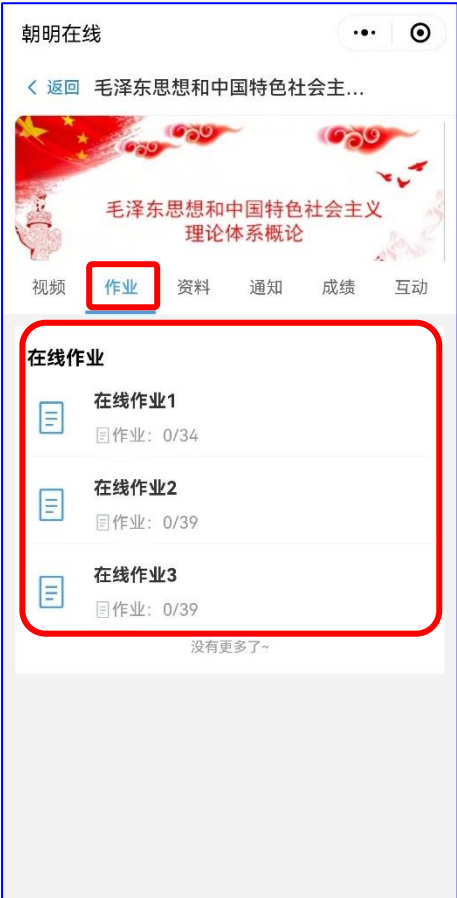 朝明在线
返回 毛泽东思想和中国特色社会主...
毛泽东思想和中国特色社会主义
理论体系概论
视频 作业 资料 通知 成绩 互动
在线作业
在线作业1
作业：0/34
在线作业2
作业：0/39
在线作业3
作业：0/39
没有更多了~